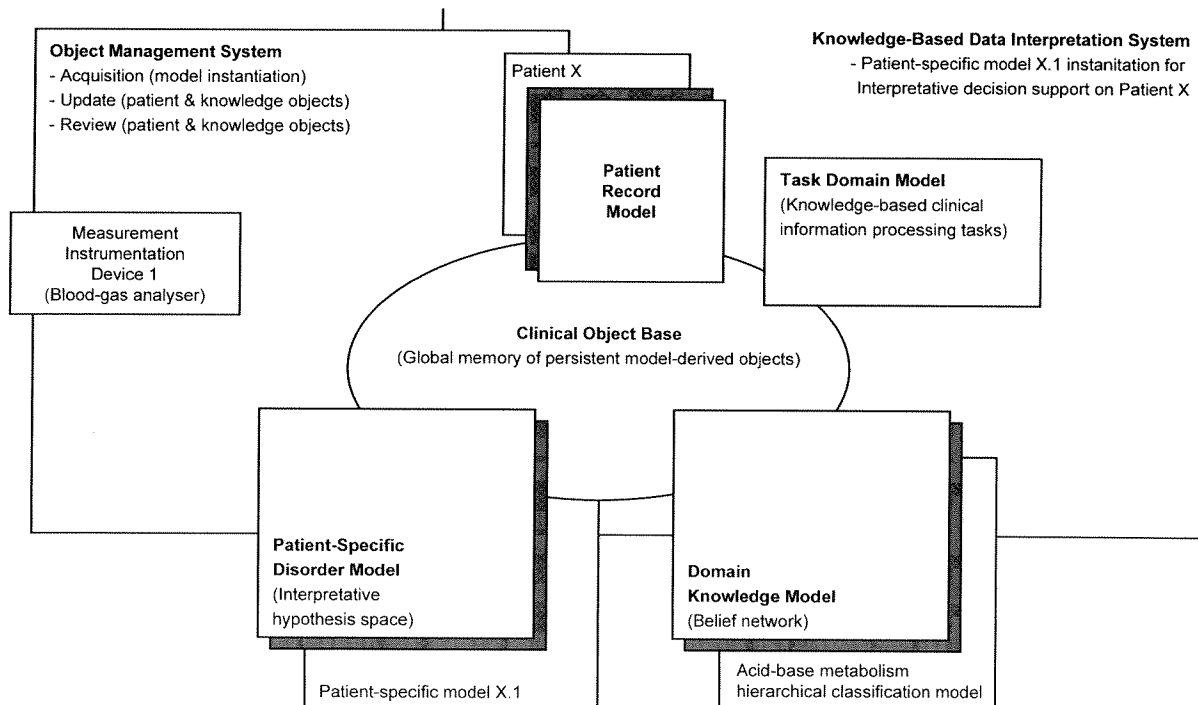 Object Management System
- Acquisition (model instantiation)
- Update (patient & knowledge objects)
- Review (patient & knowledge objects)
Knowledge-Based Data Interpretation System
- Patient-specific model X.1 instanitation for
Interpretative decision support on Patient X
Patient X
Patient
Record
Model
Task Domain Model
(Knowledge-based clinical
information processing tasks)
Measurement
Instrumentation
Device 1
(Blood-gas analyser)
Clinical Object Base
(Global memory of persistent model-derived objects)
Patient-Specific
Disorder Model
(Interpretative
hypothesis space)
Domain
Knowledge Model
(Belief network)
Patient-specific model X.1
Acid-base metabolism
hierarchical classification model